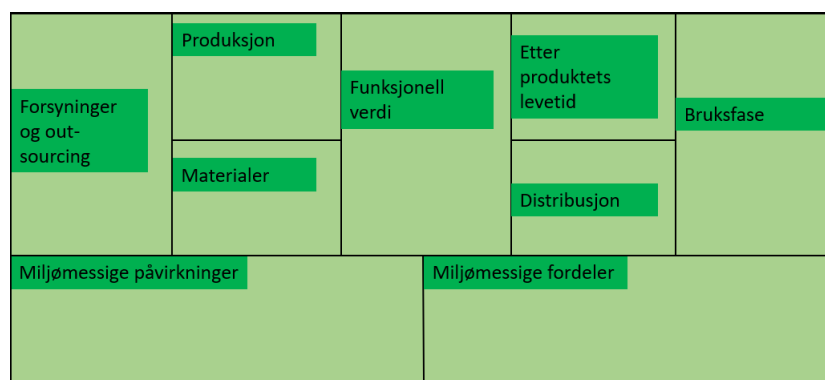 Forsyninger
og out-
sourcing
Produksjon
Materialer
Funksjonell
verdi
Etter
produktets
levetid
Distribusjon
Bruksfase
Miljømessige påvirkninger
Miljømessige fordeler